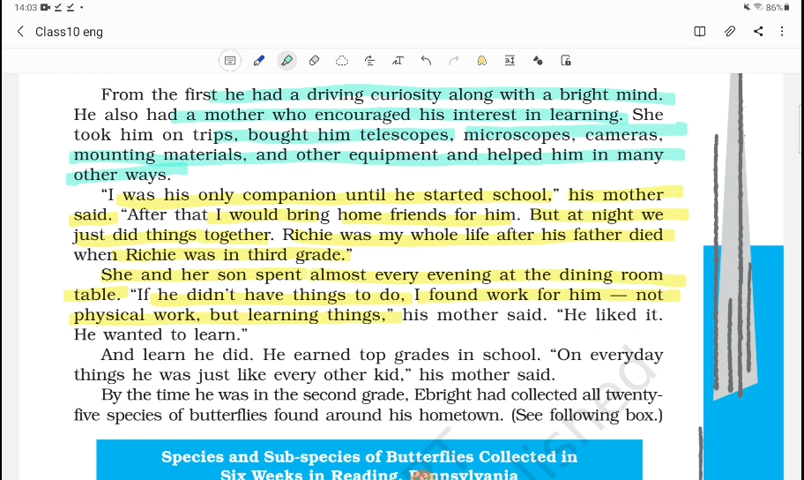 14:03
86%
Class10 eng
From the first he had a driving curiosity along with a bright mind.
He also had a mother who encouraged his interest in learning. She
took him on trips, bought him telescopes, microscopes, cameras,
mounting materials, and other equipment and helped him in many
other ways.
“I was his only companion until he started school,” his mother
said. “After that I would bring home friends for him. But at night we
just did things together. Richie was my whole life after his father died
when Richie was in third grade.”
She and her son spent almost every evening at the dining room
table. “If he didn’t have things to do, I found work for him — not
physical work, but learning things,” his mother said. “He liked it.
He wanted to learn.”
And learn he did. He earned top grades in school. “On everyday
things he was just like every other kid,” his mother said.
By the time he was in the second grade, Ebright had collected all twenty-
five species of butterflies found around his hometown. (See following box.)
Species and Sub-species of Butterflies Collected in
Six Weeks in Reading, Pennsylvania